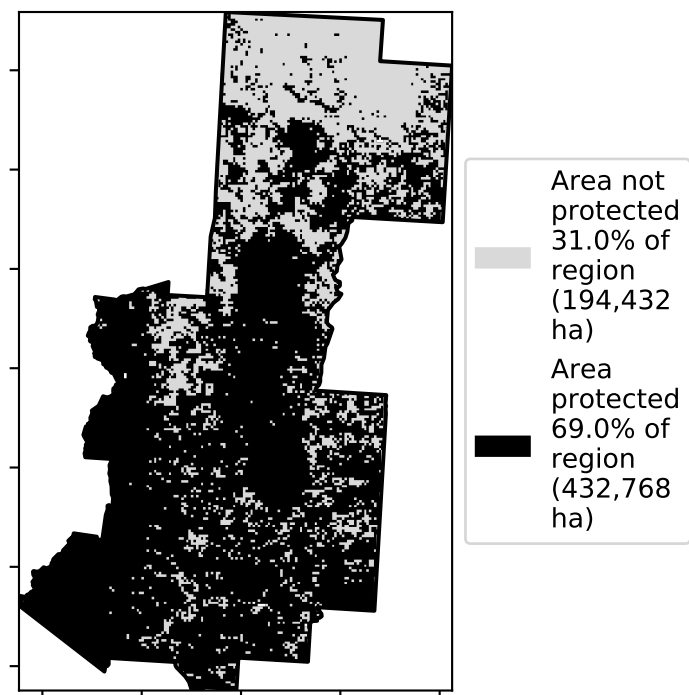 Area not
protected
31.0% of
region
(194,432
ha)
Area
protected
69.0% of
region
(432,768
ha)